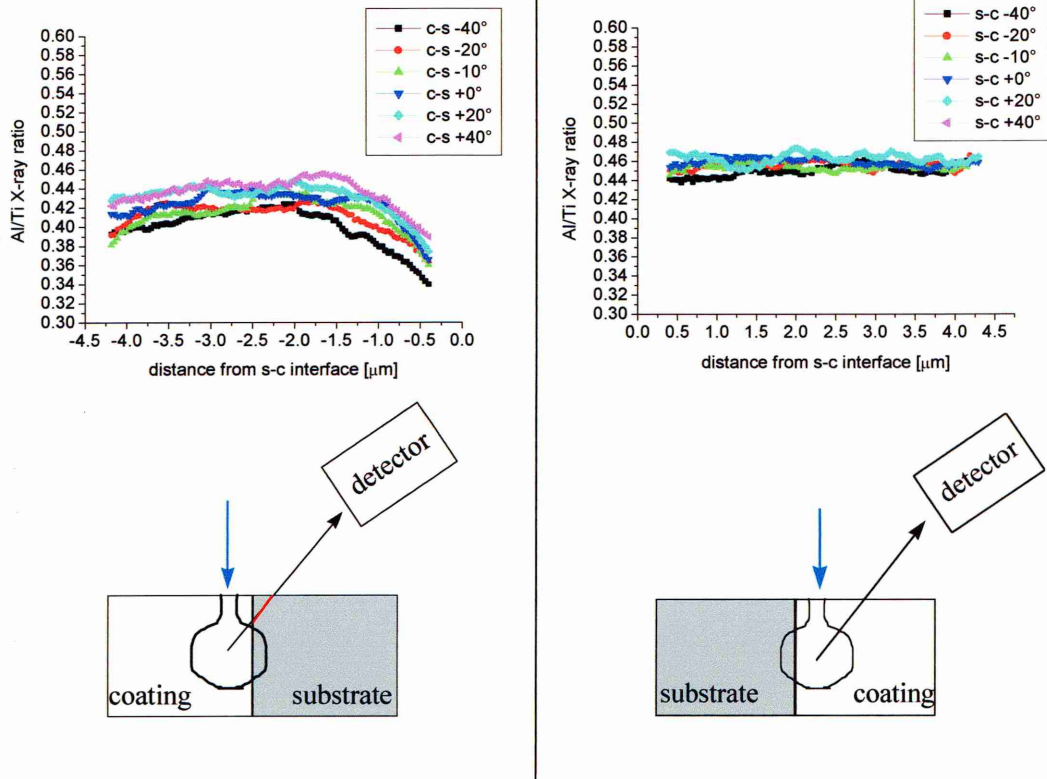 c-s -40°
c-s -20°
c-s -10°
c-s +0°
c-s +20°
c-s +40°
0.60
0.58
0.56
0.54
0.52
0.50
0.48
0.46
0.44
0.42
0.40
0.38
0.36
0.34
0.32
0.30
Al/Ti X-ray ratio
-4.5 -4.0 -3.5 -3.0 -2.5 -2.0 -1.5 -1.0 -0.5 0.0
distance from s-c interface [μm]
detector
coating
substrate
s-c -40°
s-c -20°
s-c -10°
s-c +0°
s-c +20°
s-c +40°
0.60
0.58
0.56
0.54
0.52
0.50
0.48
0.46
0.44
0.42
0.40
0.38
0.36
0.34
0.32
0.30
Al/Ti X-ray ratio
0.0 0.5 1.0 1.5 2.0 2.5 3.0 3.5 4.0 4.5
distance from s-c interface [μm]
detector
substrate
coating